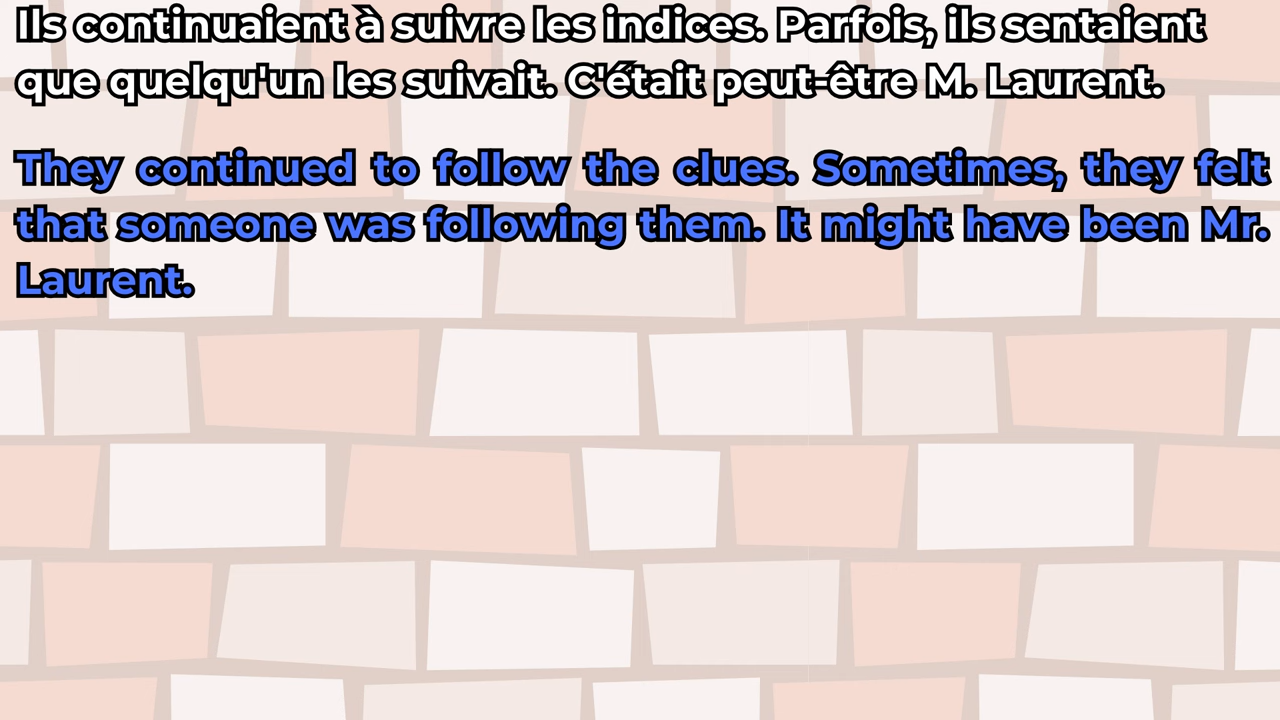 Ils continuaient à suivre les indices. Parfois, ils sentaient
que quelqu'un les suivait. C'était peut-être M. Laurent.
They continued to follow the clues. Sometimes, they felt
that someone was following them. It might have been Mr.
Laurent.